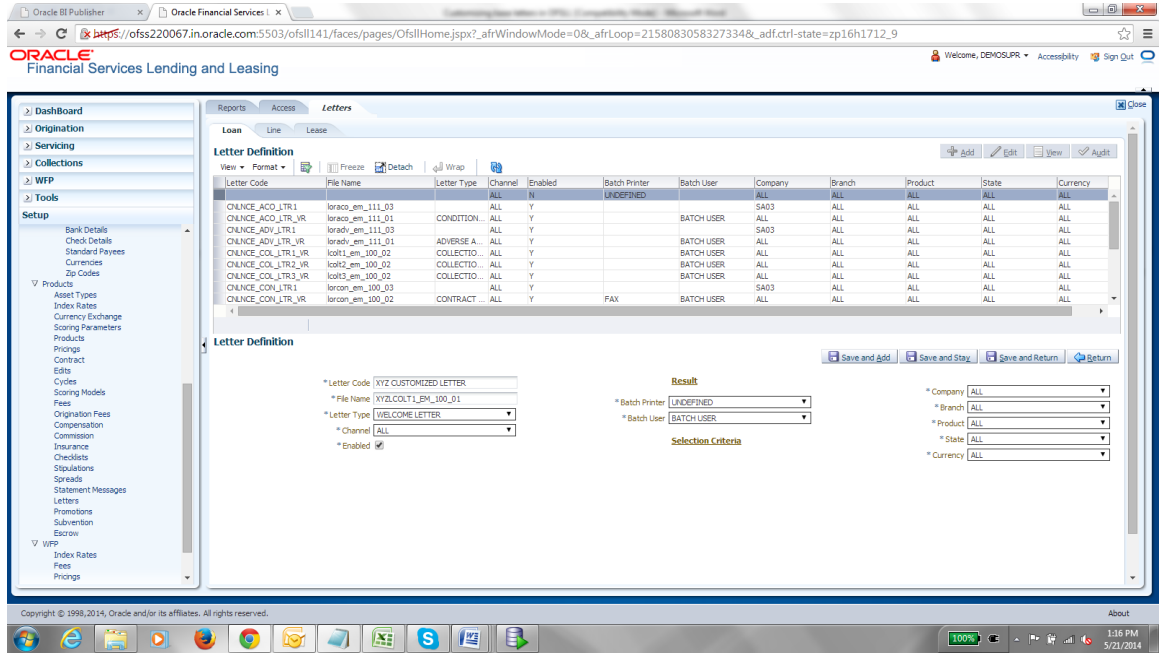 Oracle BI Publisher × Oracle Financial Services L ×
Customizing base letters in OFSLL [Compatibility Mode] - Microsoft Word
https://ofss220067.in.oracle.com:5503/ofsll141/faces/pages/OfsllHome.jspx?_afrWindowMode=0&_afrLoop=2158083058327334&_adf.ctrl-state=zp16h1712_9
ORACLE
Financial Services Lending and Leasing
Welcome, DEMOSUPR Accessibility Sign Out
DashBoard
Origination
Servicing
Collections
WFP
Tools
Setup
Bank Details
Check Details
Standard Payees
Currencies
Zip Codes
Products
Asset Types
Index Rates
Currency Exchange
Scoring Parameters
Products
Pricings
Contract
Edits
Cycles
Scoring Models
Fees
Origination Fees
Compensation
Commission
Insurance
Checklists
Stipulations
Spreads
Statement Messages
Letters
Promotions
Subvention
Escrow
WFP
Index Rates
Fees
Pricings
Reports Access Letters Close
Loan Line Lease
Letter Definition
Add Edit View Audit
View Format Freeze Detach Wrap
Letter Code File Name Letter Type Channel Enabled Batch Printer Batch User Company Branch Product State Currency
ALL N UNDEFINED ALL ALL ALL ALL ALL
CNLNCE_ACO_LTR1 loraco_em_111_03 ALL Y SA03 ALL ALL ALL ALL
CNLNCE_ACO_LTR_VR loraco_em_111_01 CONDITION... ALL Y BATCH USER ALL ALL ALL ALL ALL
CNLNCE_ADV_LTR1 loradv_em_111_03 ALL Y SA03 ALL ALL ALL ALL
CNLNCE_ADV_LTR_VR loradv_em_111_01 ADVERSE A... ALL Y BATCH USER ALL ALL ALL ALL ALL
CNLNCE_COL_LTR1_VR lcolt1_em_100_02 COLLECTIO... ALL Y BATCH USER ALL ALL ALL ALL ALL
CNLNCE_COL_LTR2_VR lcolt2_em_100_02 COLLECTIO... ALL Y BATCH USER ALL ALL ALL ALL ALL
CNLNCE_COL_LTR3_VR lcolt3_em_100_02 COLLECTIO... ALL Y BATCH USER ALL ALL ALL ALL ALL
CNLNCE_CON_LTR1 lorcon_em_100_03 ALL Y SA03 ALL ALL ALL ALL
CNLNCE_CON_LTR_VR lorcon_em_100_02 CONTRACT ... ALL Y FAX BATCH USER ALL ALL ALL ALL ALL
Letter Definition
Save and Add Save and Stay Save and Return Return
* Letter Code XYZ CUSTOMIZED LETTER
* File Name XYZLCOLT1_EM_100_01
* Letter Type WELCOME LETTER
* Channel ALL
* Enabled
Result
* Batch Printer UNDEFINED
* Batch User BATCH USER
Selection Criteria
* Company ALL
* Branch ALL
* Product ALL
* State ALL
* Currency ALL
Copyright © 1998,2014, Oracle and/or its affiliates. All rights reserved. About
100% 1:16 PM
5/21/2014